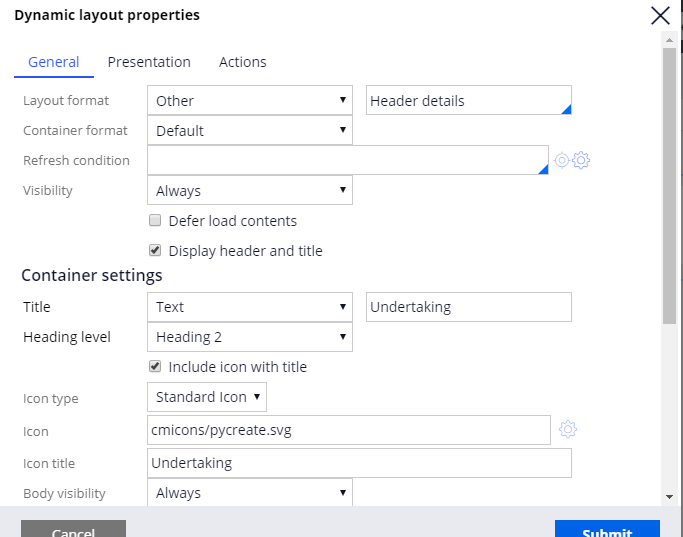 Dynamic layout properties
General Presentation Actions
Layout format Other Header details
Container format Default
Refresh condition
Visibility Always
Defer load contents
Display header and title
Container settings
Title Text Undertaking
Heading level Heading 2
Include icon with title
Icon type Standard Icon
Icon cmicons/pycreate.svg
Icon title Undertaking
Body visibility Always
Cancel Submit